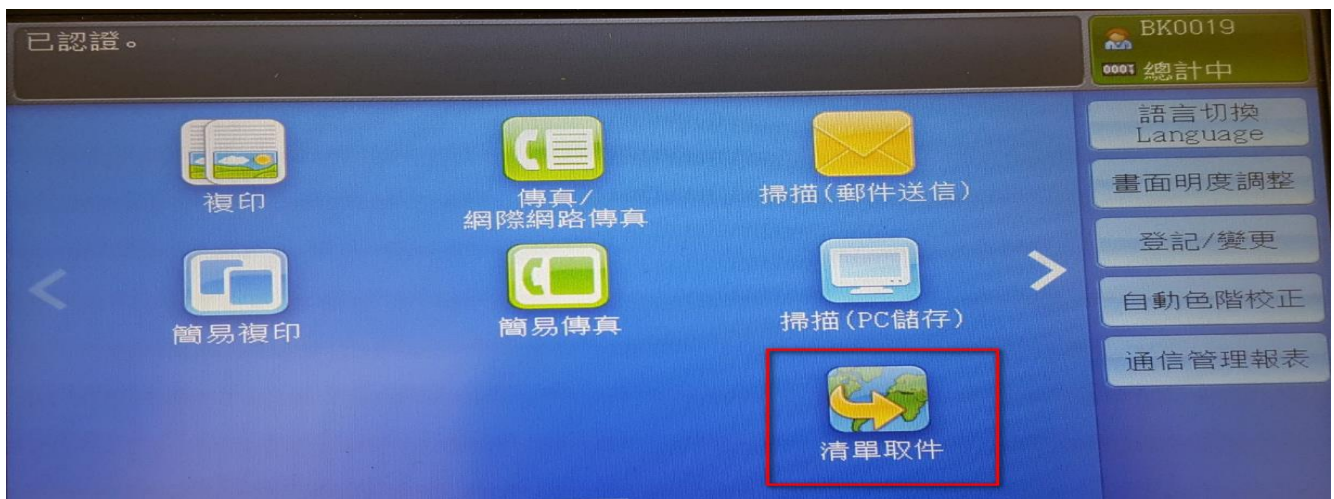 已認證。
BK0019
0001 總計中
複印
傳真/
網際網路傳真
掃描(郵件送信)
簡易複印
簡易傳真
掃描(PC儲存)
清單取件
語言切換
Language
畫面明度調整
登記/變更
自動色階校正
通信管理報表